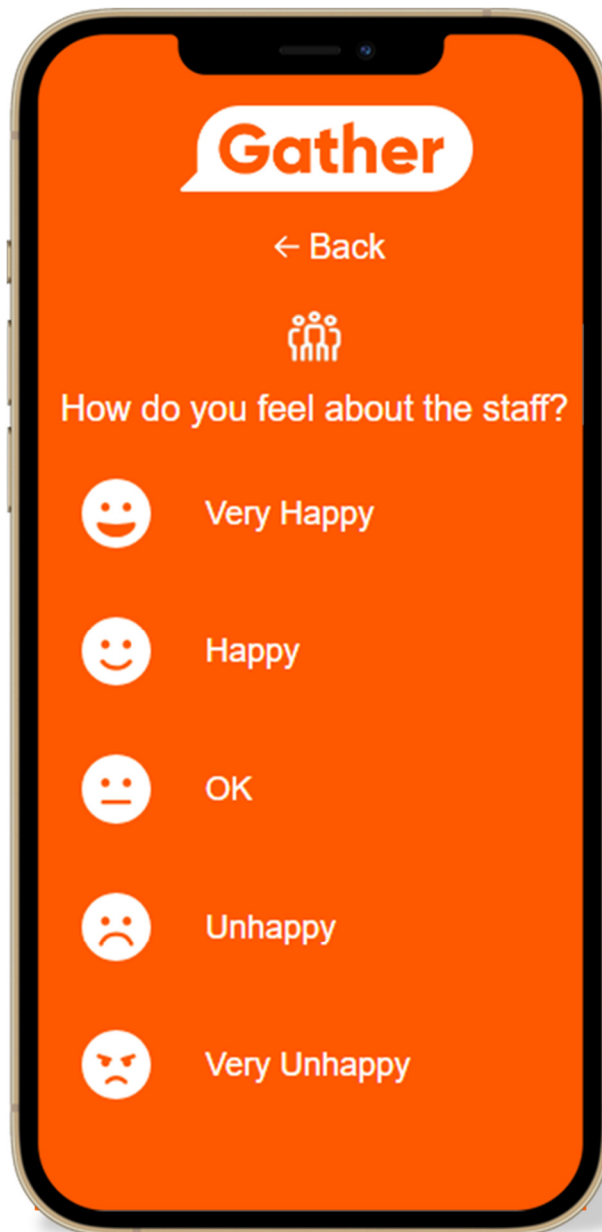 Gather
← Back
How do you feel about the staff?
Very Happy
Happy
OK
Unhappy
Very Unhappy